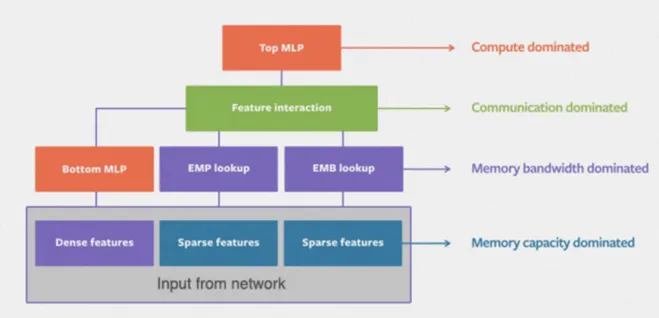 Top MLP
Compute dominated
Feature interaction
Communication dominated
Bottom MLP
EMP lookup
EMB lookup
Memory bandwidth dominated
Dense features
Sparse features
Sparse features
Memory capacity dominated
Input from network